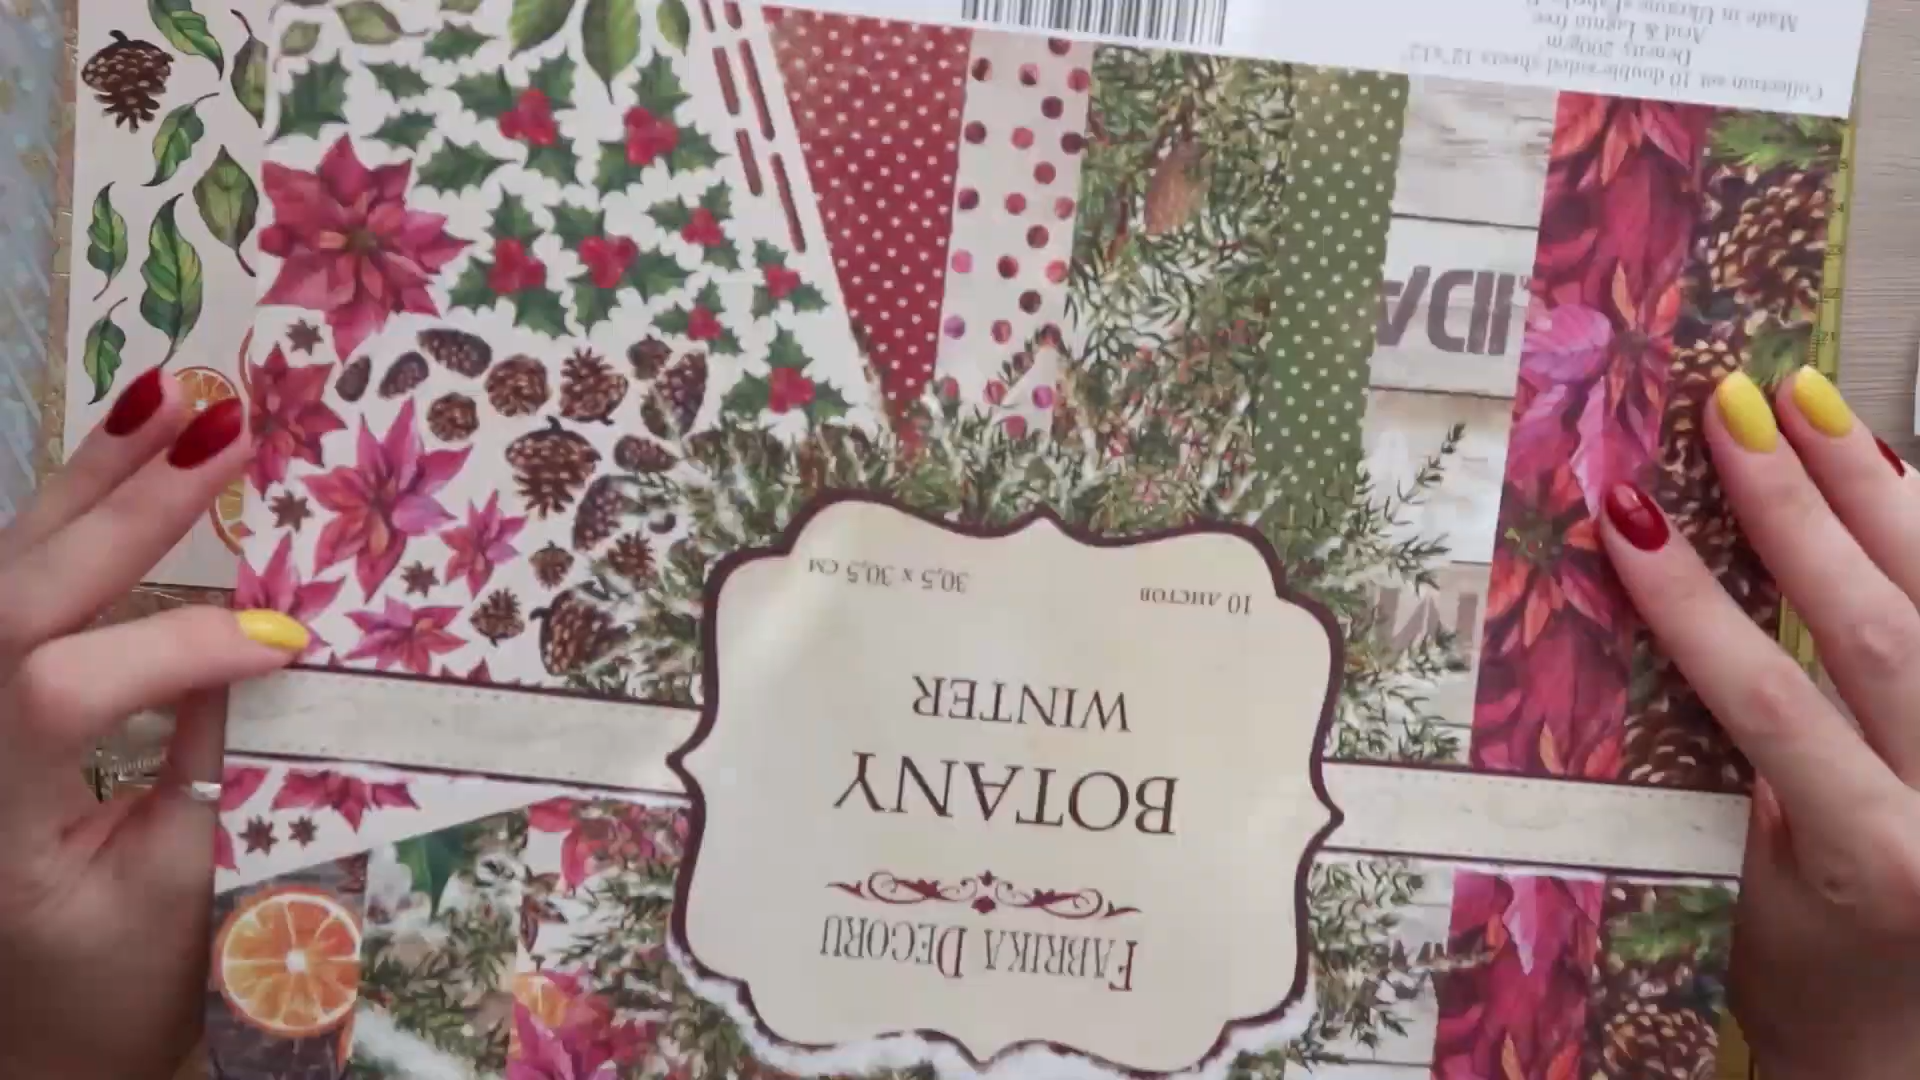 Fabrika Decoru
BOTANY
WINTER
10 листов
30,5 x 30,5 см
Collection set 10 double-sided sheets 12"x12"
Density 200g/m
Acid & Lignin free
Made in Ukraine